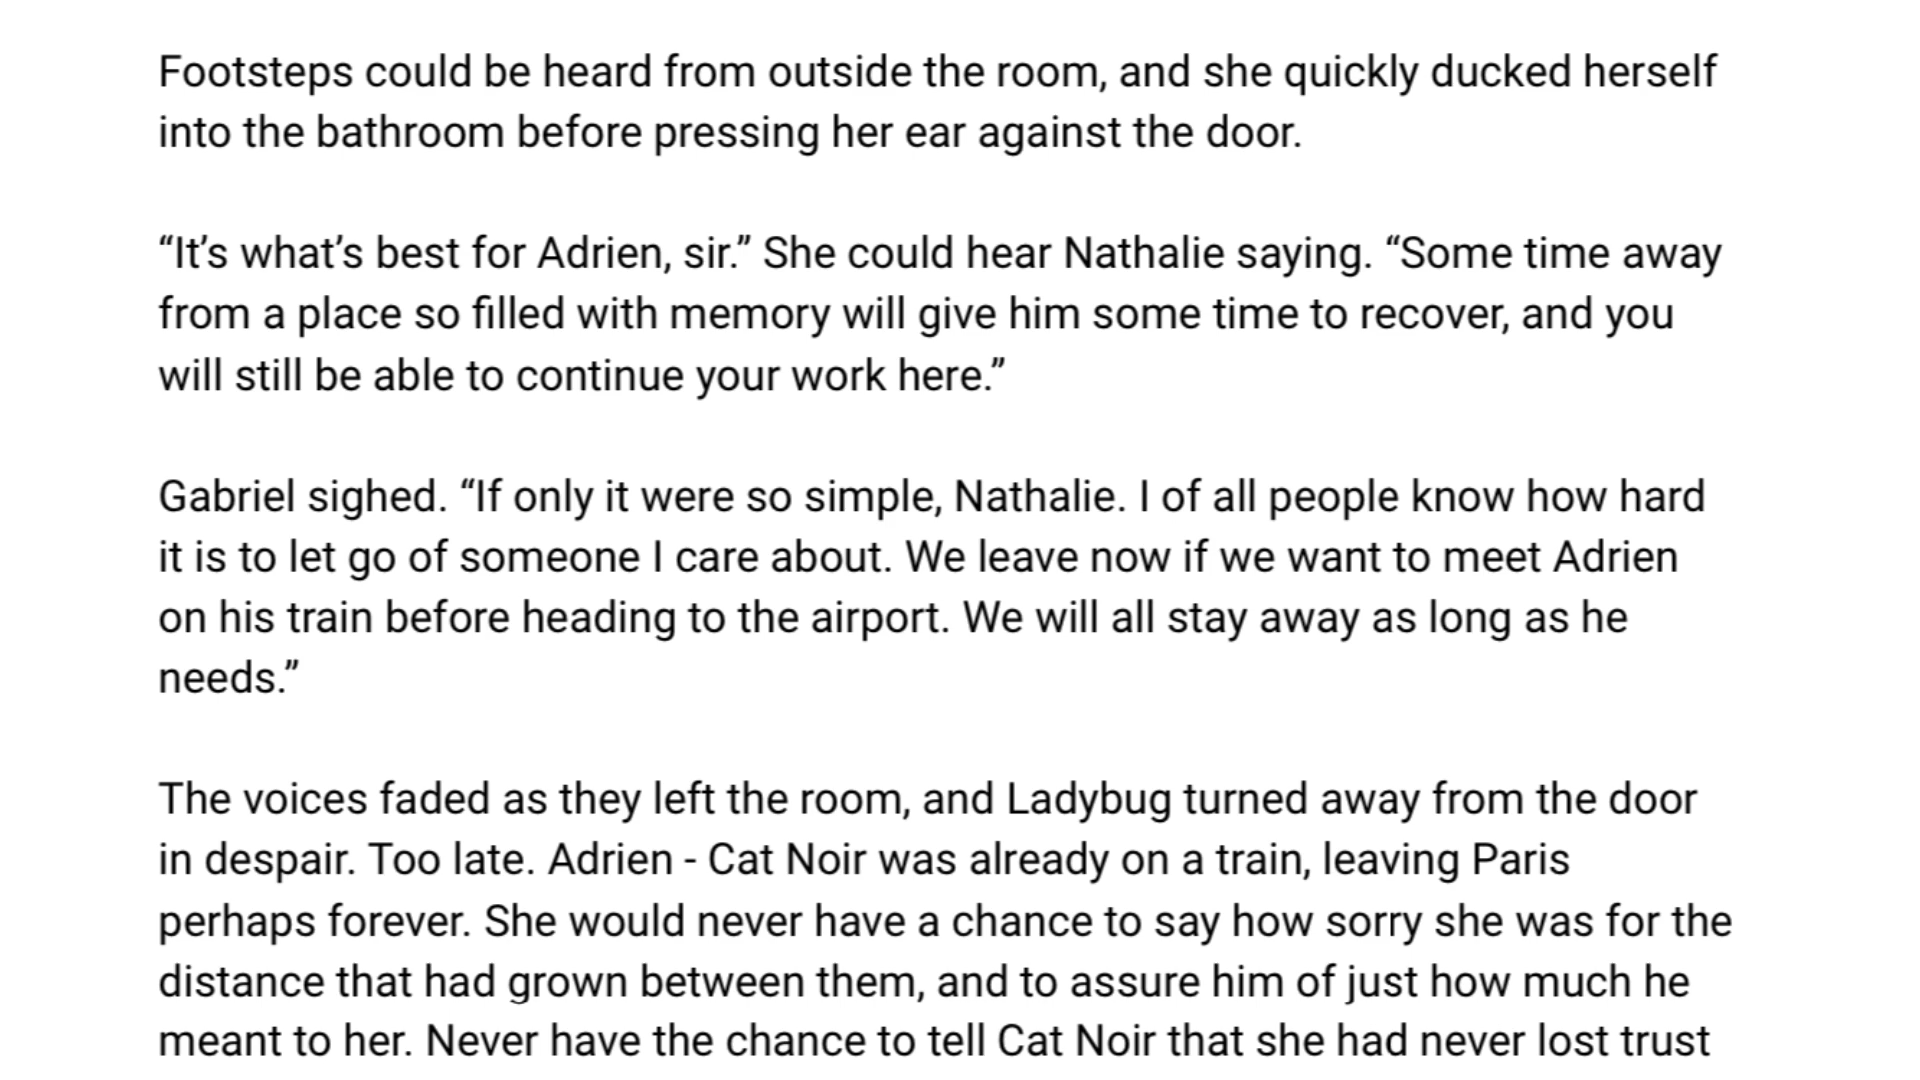 Footsteps could be heard from outside the room, and she quickly ducked herself
into the bathroom before pressing her ear against the door.
“It’s what’s best for Adrien, sir.” She could hear Nathalie saying. “Some time away
from a place so filled with memory will give him some time to recover, and you
will still be able to continue your work here.”
Gabriel sighed. “If only it were so simple, Nathalie. I of all people know how hard
it is to let go of someone I care about. We leave now if we want to meet Adrien
on his train before heading to the airport. We will all stay away as long as he
needs.”
The voices faded as they left the room, and Ladybug turned away from the door
in despair. Too late. Adrien - Cat Noir was already on a train, leaving Paris
perhaps forever. She would never have a chance to say how sorry she was for the
distance that had grown between them, and to assure him of just how much he
meant to her. Never have the chance to tell Cat Noir that she had never lost trust